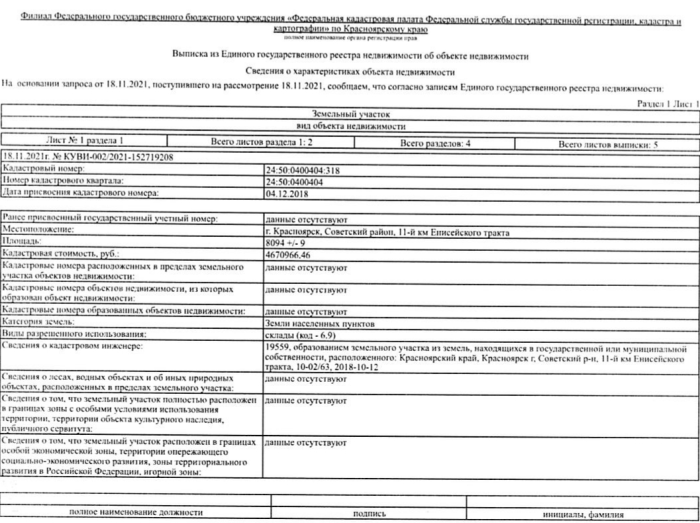 Филиал Федерального государственного бюджетного учреждения «Федеральная кадастровая палата Федеральной службы государственной регистрации, кадастра и
картографии» по Красноярскому краю
полное наименование органа регистрации прав
Выписка из Единого государственного реестра недвижимости об объекте недвижимости
Сведения о характеристиках объекта недвижимости
На основании запроса от 18.11.2021, поступившего на рассмотрение 18.11.2021, сообщаем, что согласно записям Единого государственного реестра недвижимости:
Раздел 1 Лист 1
Земельный участок
вид объекта недвижимости
Лист № 1 раздела 1 Всего листов раздела 1: 2 Всего разделов: 4 Всего листов выписки: 5
18.11.2021г. № КУВИ-002/2021-152719208
Кадастровый номер: 24:50:0400404:318
Номер кадастрового квартала: 24:50:0400404
Дата присвоения кадастрового номера: 04.12.2018
Ранее присвоенный государственный учетный номер: данные отсутствуют
Местоположение: г. Красноярск, Советский район, 11-й км Енисейского тракта
Площадь: 8094 +/- 9
Кадастровая стоимость, руб.: 4670966.46
Кадастровые номера расположенных в пределах земельного данные отсутствуют
участка объектов недвижимости:
Кадастровые номера объектов недвижимости, из которых данные отсутствуют
образован объект недвижимости:
Кадастровые номера образованных объектов недвижимости: данные отсутствуют
Категория земель: Земли населенных пунктов
Виды разрешенного использования: склады (код - 6.9)
Сведения о кадастровом инженере: 19559, образованием земельного участка из земель, находящихся в государственной или муниципальной
собственности, расположенного: Красноярский край, Красноярск г, Советский р-н, 11-й км Енисейского
тракта, 10-02/63, 2018-10-12
Сведения о лесах, водных объектах и об иных природных данные отсутствуют
объектах, расположенных в пределах земельного участка:
Сведения о том, что земельный участок полностью расположен данные отсутствуют
в границах зоны с особыми условиями использования
территории, территории объекта культурного наследия,
публичного сервитута:
Сведения о том, что земельный участок расположен в границах данные отсутствуют
особой экономической зоны, территории опережающего
социально-экономического развития, зоны территориального
развития в Российской Федерации, игорной зоны:
полное наименование должности подпись инициалы, фамилия